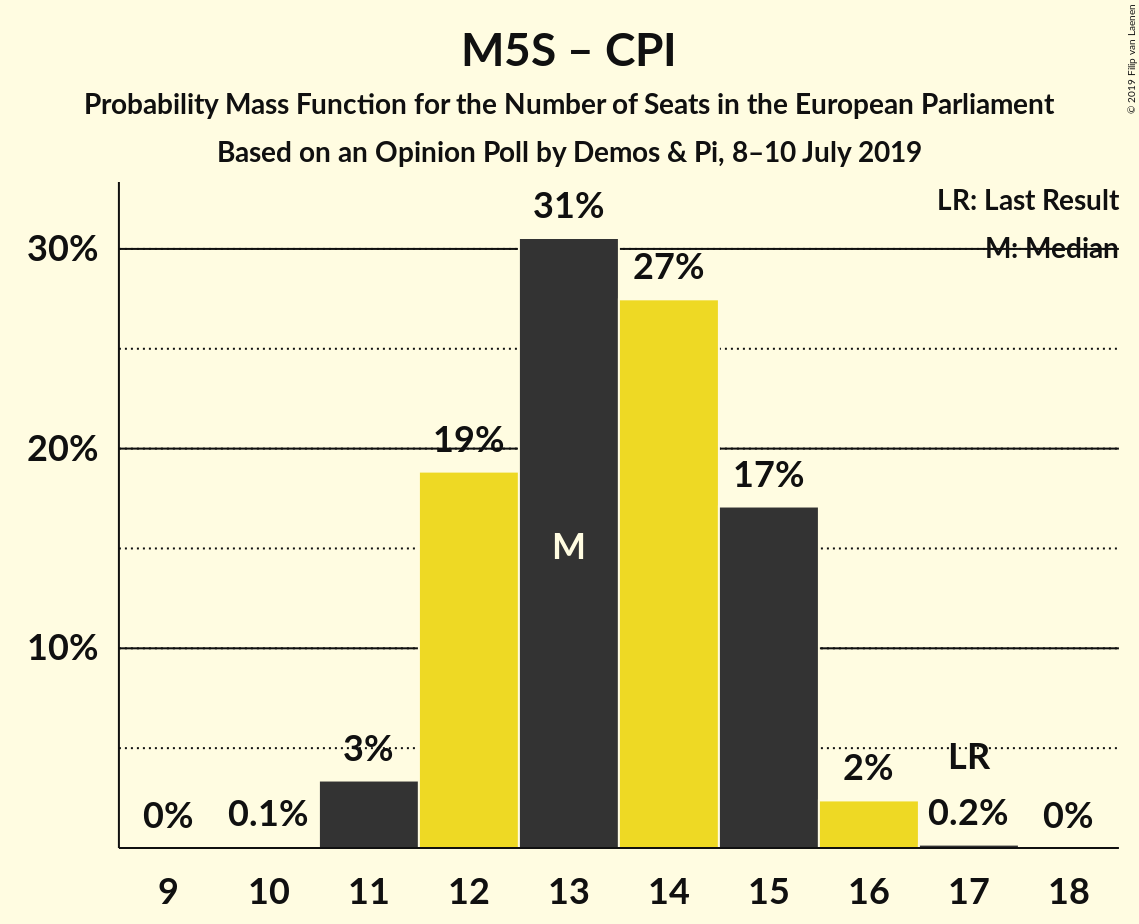 M5S – CPI
Probability Mass Function for the Number of Seats in the European Parliament
Based on an Opinion Poll by Demos & Pi, 8–10 July 2019
© 2019 Filip van Laenen
LR: Last Result
M: Median
30%
20%
10%
0%
0.1%
3%
19%
31%
M
27%
17%
2%
LR
0.2%
0%
9 10 11 12 13 14 15 16 17 18